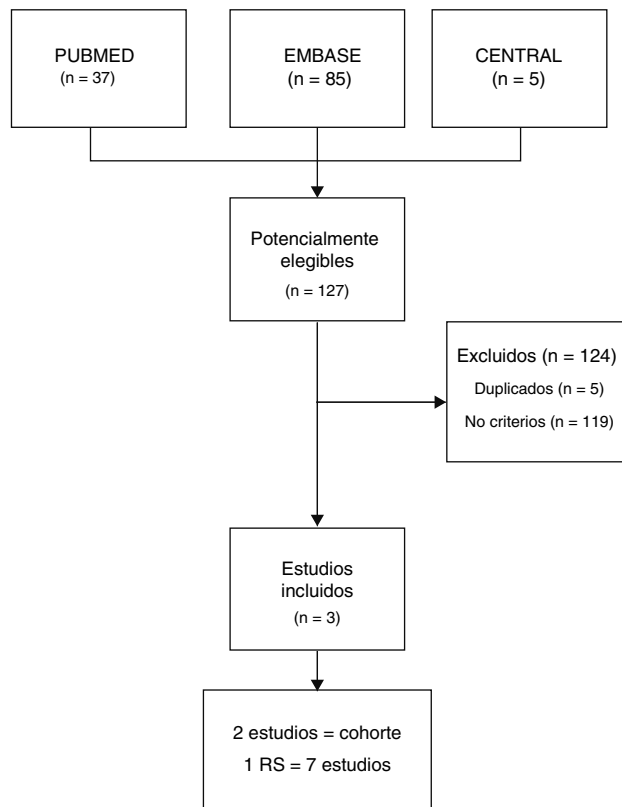 PUBMED
(n = 37)
EMBASE
(n = 85)
CENTRAL
(n = 5)
Potencialmente
elegibles
(n = 127)
Excluidos (n = 124)
Duplicados (n = 5)
No criterios (n = 119)
Estudios
incluidos
(n = 3)
2 estudios = cohorte
1 RS = 7 estudios